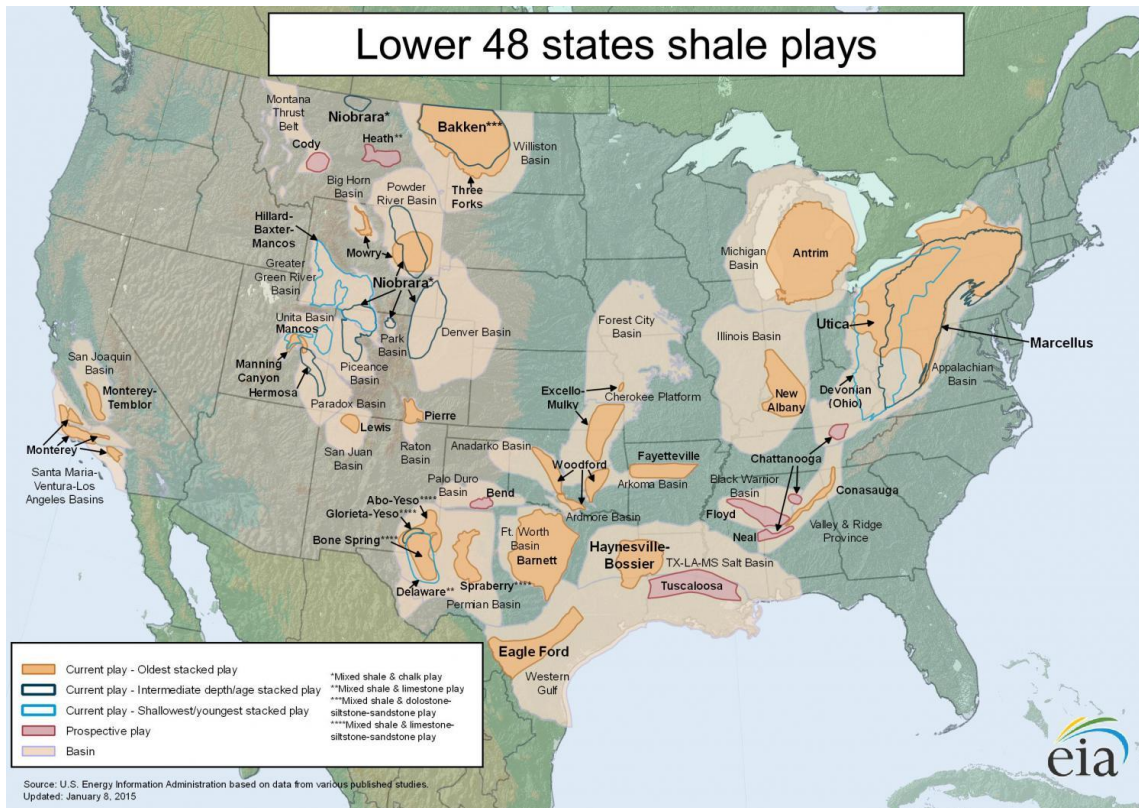 Lower 48 states shale plays
Montana
Thrust
Belt
Niobrara*
Bakken***
Cody
Heath**
Williston
Basin
Big Horn
Basin
Powder
River Basin
Three
Forks
Hillard-
Baxter-
Mancos
Mowry
Michigan
Basin
Antrim
Greater
Green River
Basin
Niobrara*
Unita Basin
Mancos
Park
Basin
Denver Basin
Forest City
Basin
Illinois Basin
Utica
Marcellus
San Joaquin
Basin
Manning
Canyon
Piceance
Basin
Hermosa
Appalachian
Basin
Monterey-
Temblor
Paradox Basin
Excello-
Mulky
Cherokee Platform
New
Albany
Devonian
(Ohio)
Lewis
Pierre
Monterey
San Juan
Basin
Raton
Basin
Anadarko Basin
Woodford
Fayetteville
Chattanooga
Santa Maria-
Ventura-Los
Angeles Basins
Palo Duro
Basin
Bend
Arkoma Basin
Black Warrior
Basin
Conasauga
Abo-Yeso****
Glorieta-Yeso****
Ardmore Basin
Floyd
Neal
Valley & Ridge
Province
Bone Spring****
Ft. Worth
Basin
Barnett
Haynesville-
Bossier
TX-LA-MS Salt Basin
Delaware**
Spraberry****
Permian Basin
Tuscaloosa
Eagle Ford
Western
Gulf
Current play - Oldest stacked play
Current play - Intermediate depth/age stacked play
Current play - Shallowest/youngest stacked play
Prospective play
Basin
*Mixed shale & chalk play
**Mixed shale & limestone play
***Mixed shale & dolostone-
siltstone-sandstone play
****Mixed shale & limestone-
siltstone-sandstone play
eia
Source: U.S. Energy Information Administration based on data from various published studies.
Updated: January 8, 2015